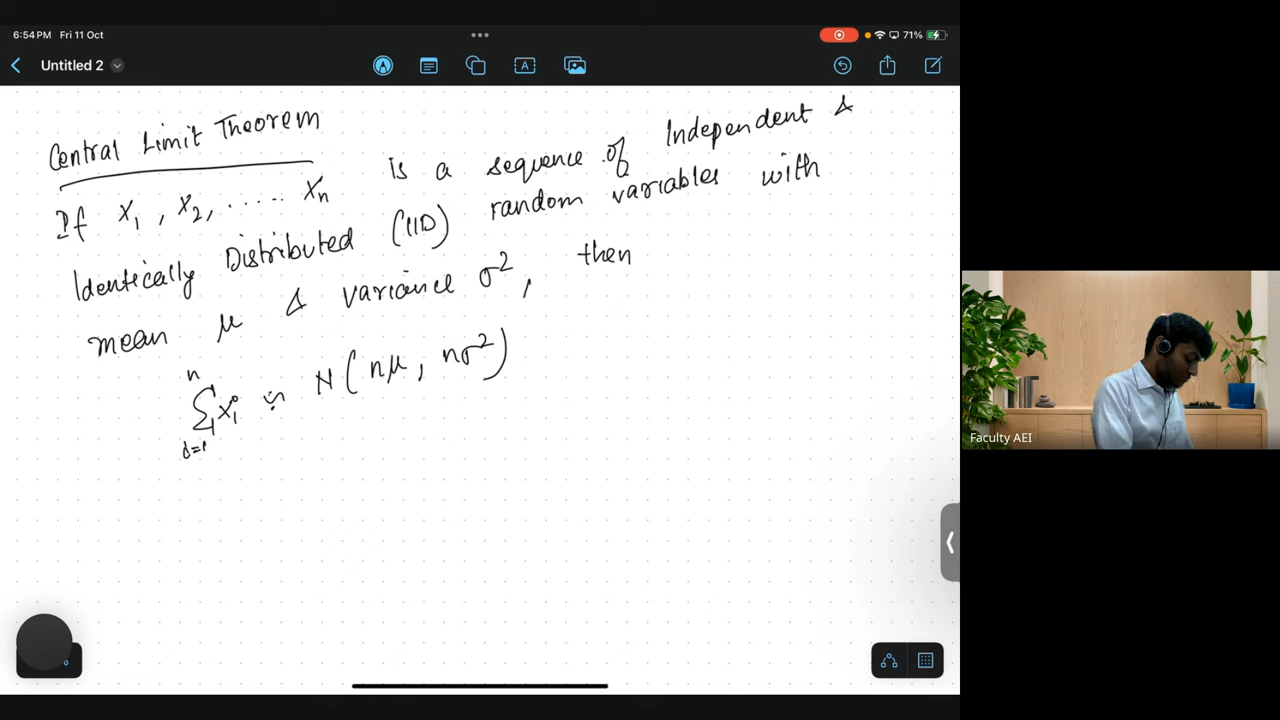 6:54 PM Fri 11 Oct
71%
Untitled 2
Central Limit Theorem
If X₁, X₂, ..... Xₙ is a sequence of Independent &
Identically Distributed (IID) random variables with
mean μ & variance σ², then
n
∑ Xᵢ ∻ N(nμ, nσ²)
i=1
Faculty AEI